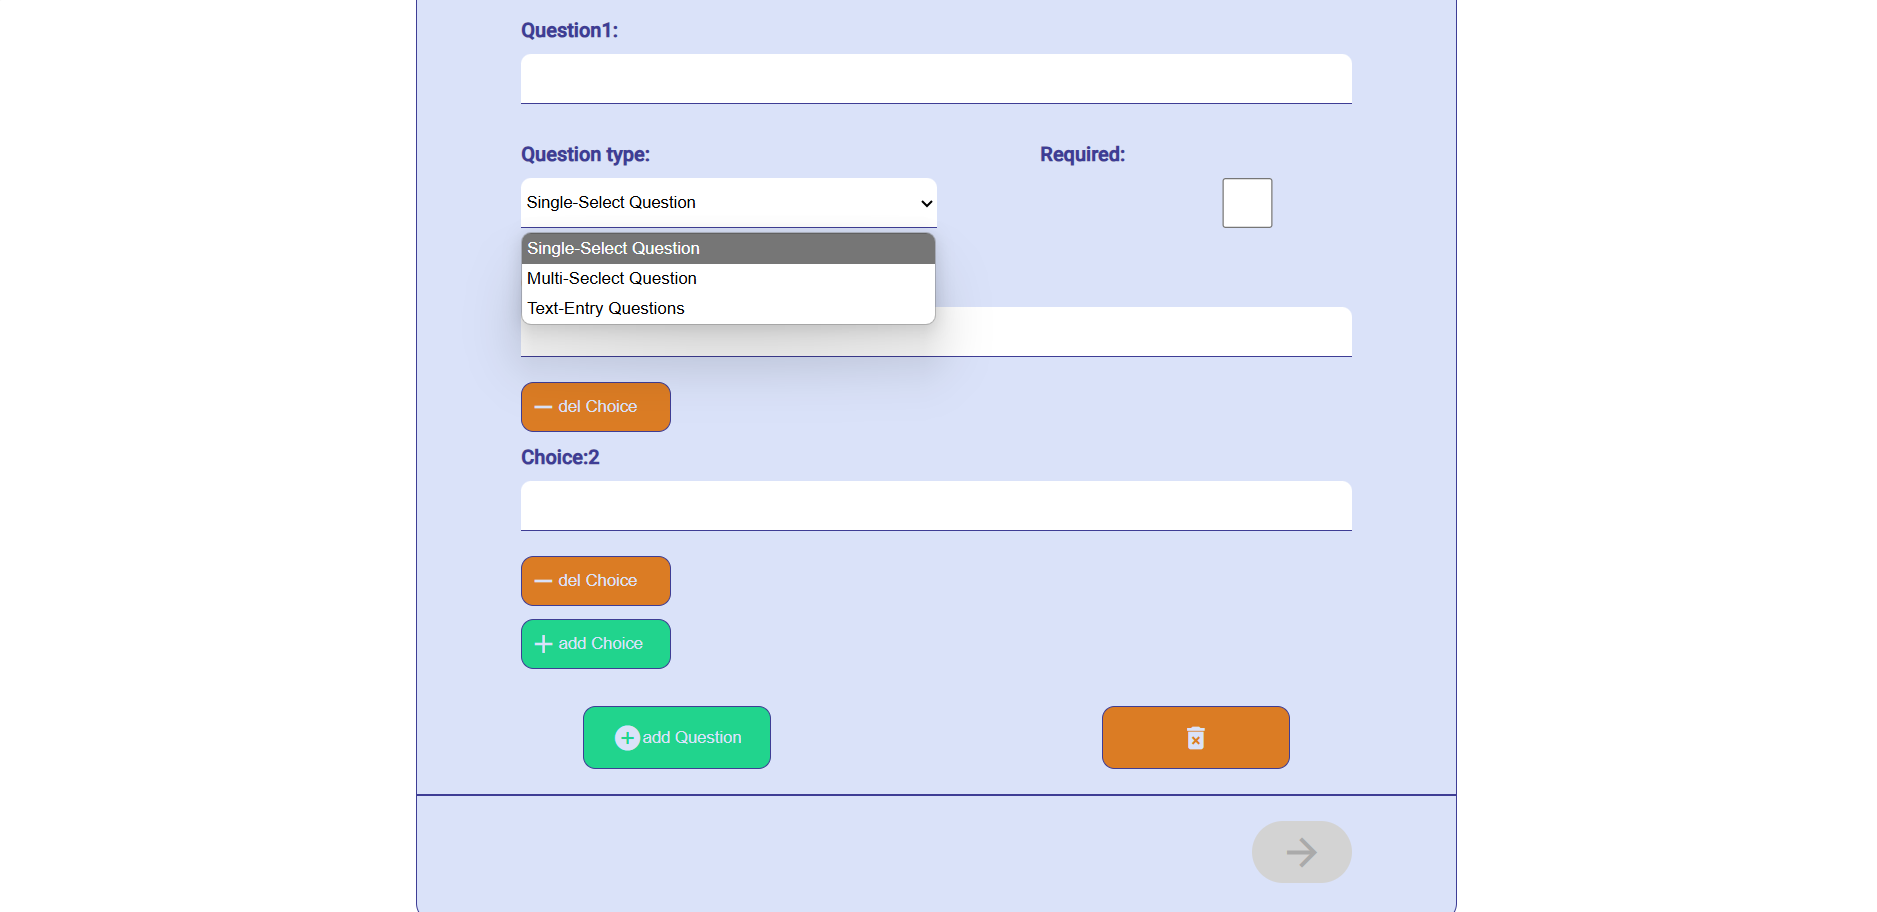 Question1:
Question type:
Required:
Single-Select Question
Single-Select Question
Multi-Seclect Question
Text-Entry Questions
del Choice
Choice:2
del Choice
add Choice
add Question